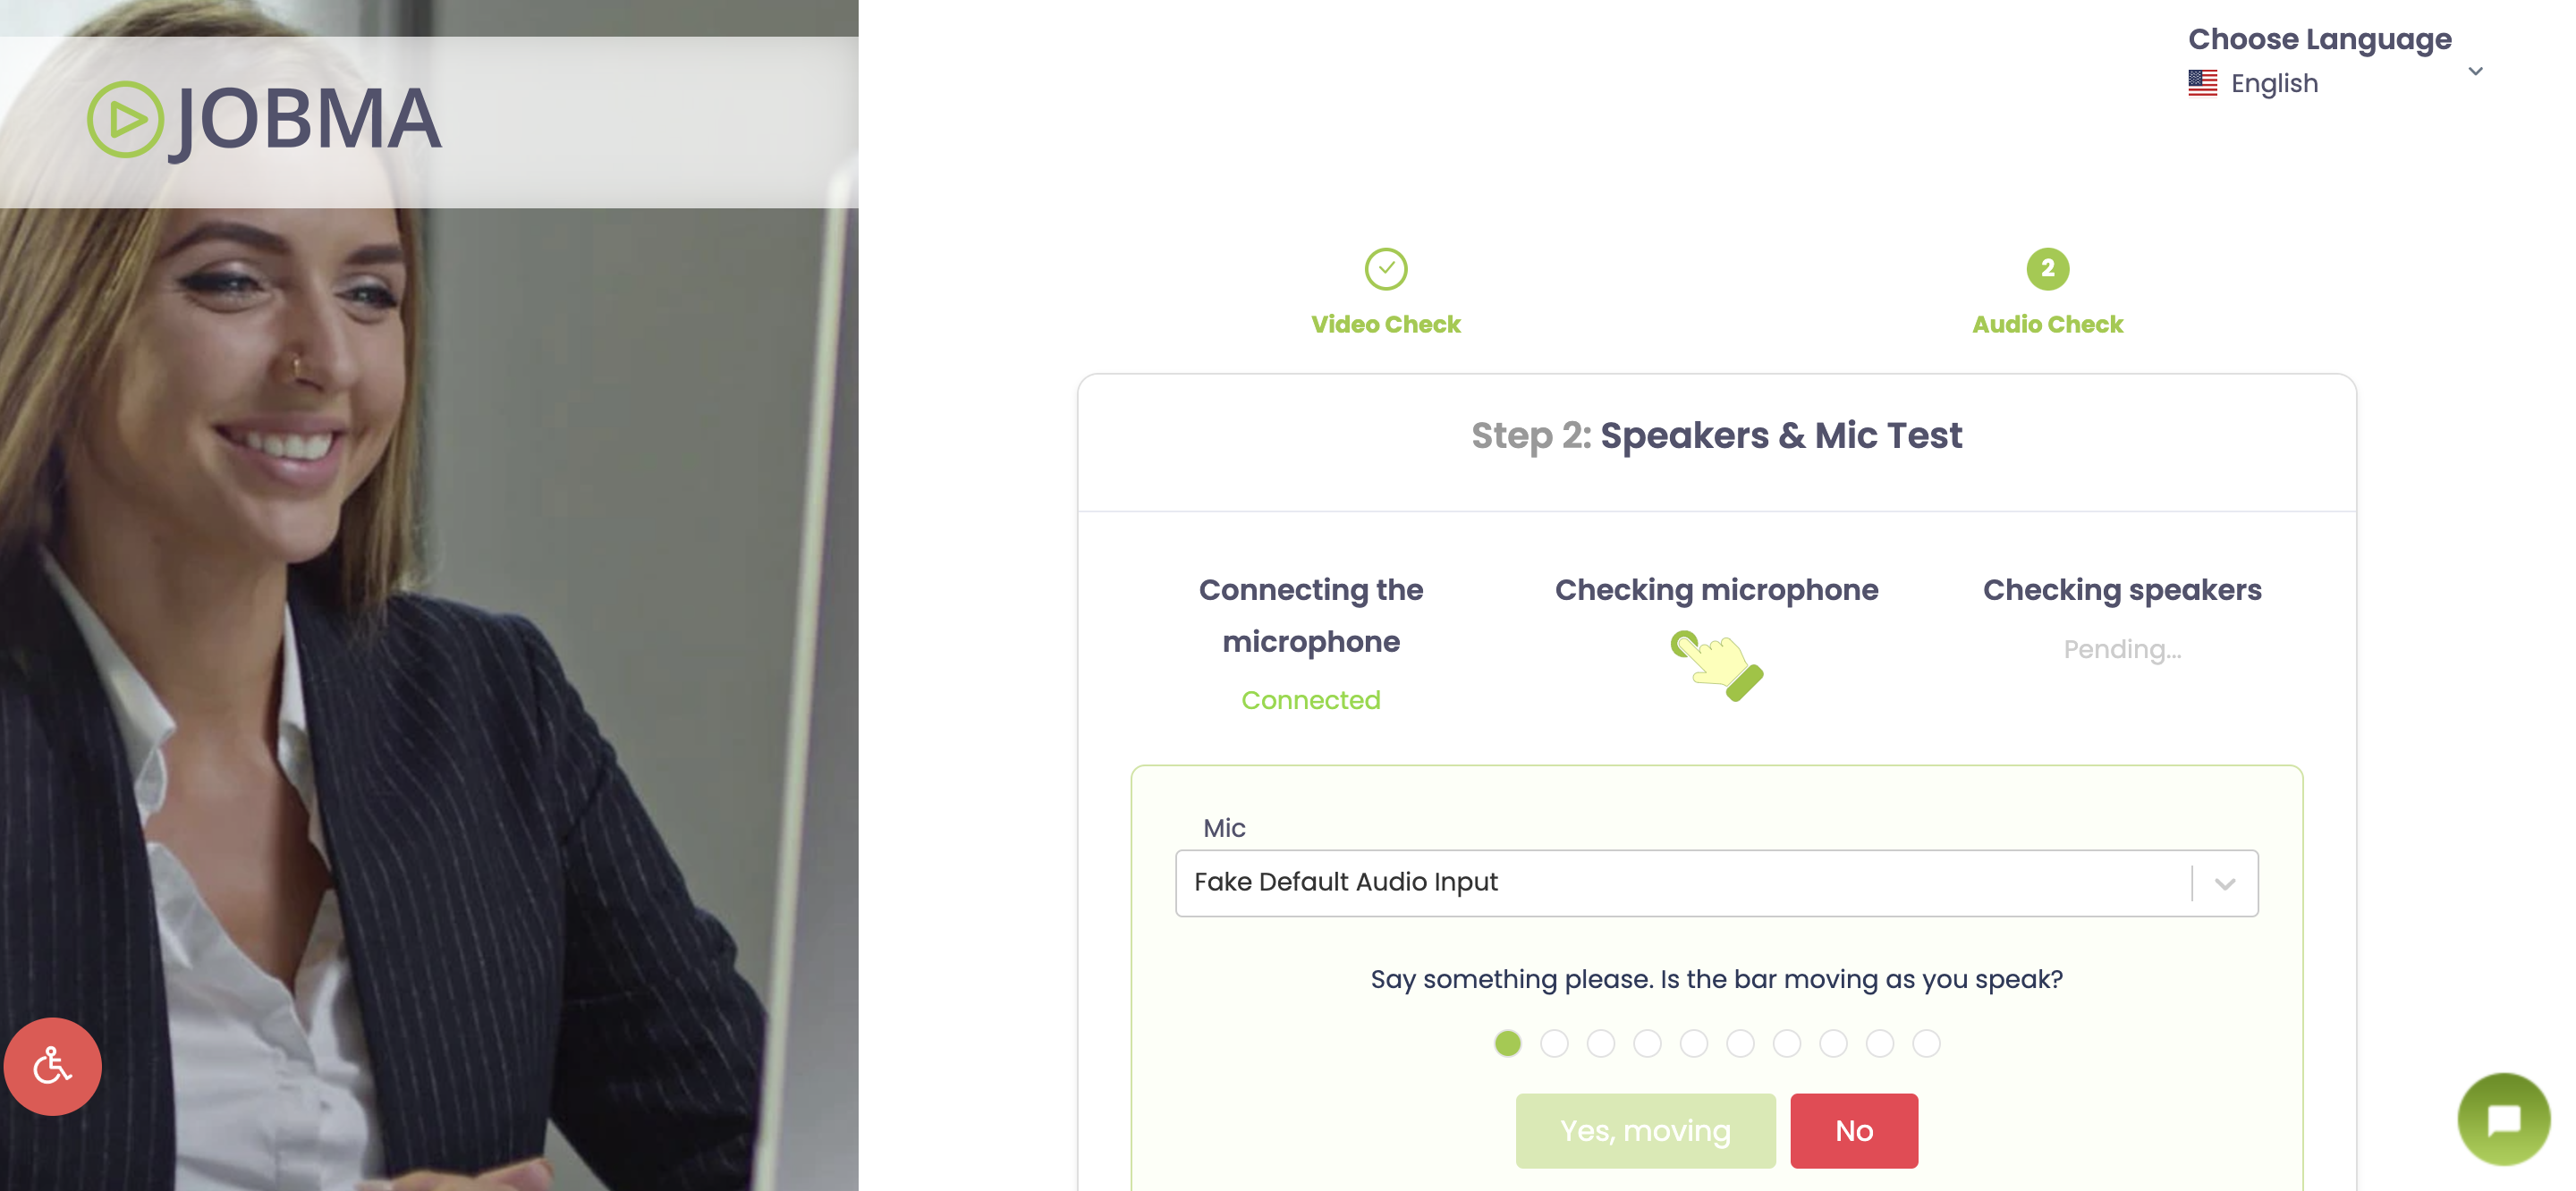 JOBMA
Choose Language
English
2
Video Check
Audio Check
Step 2: Speakers & Mic Test
Connecting the
microphone
Connected
Checking microphone
Checking speakers
Pending...
Mic
Fake Default Audio Input
Say something please. Is the bar moving as you speak?
Yes, moving
No